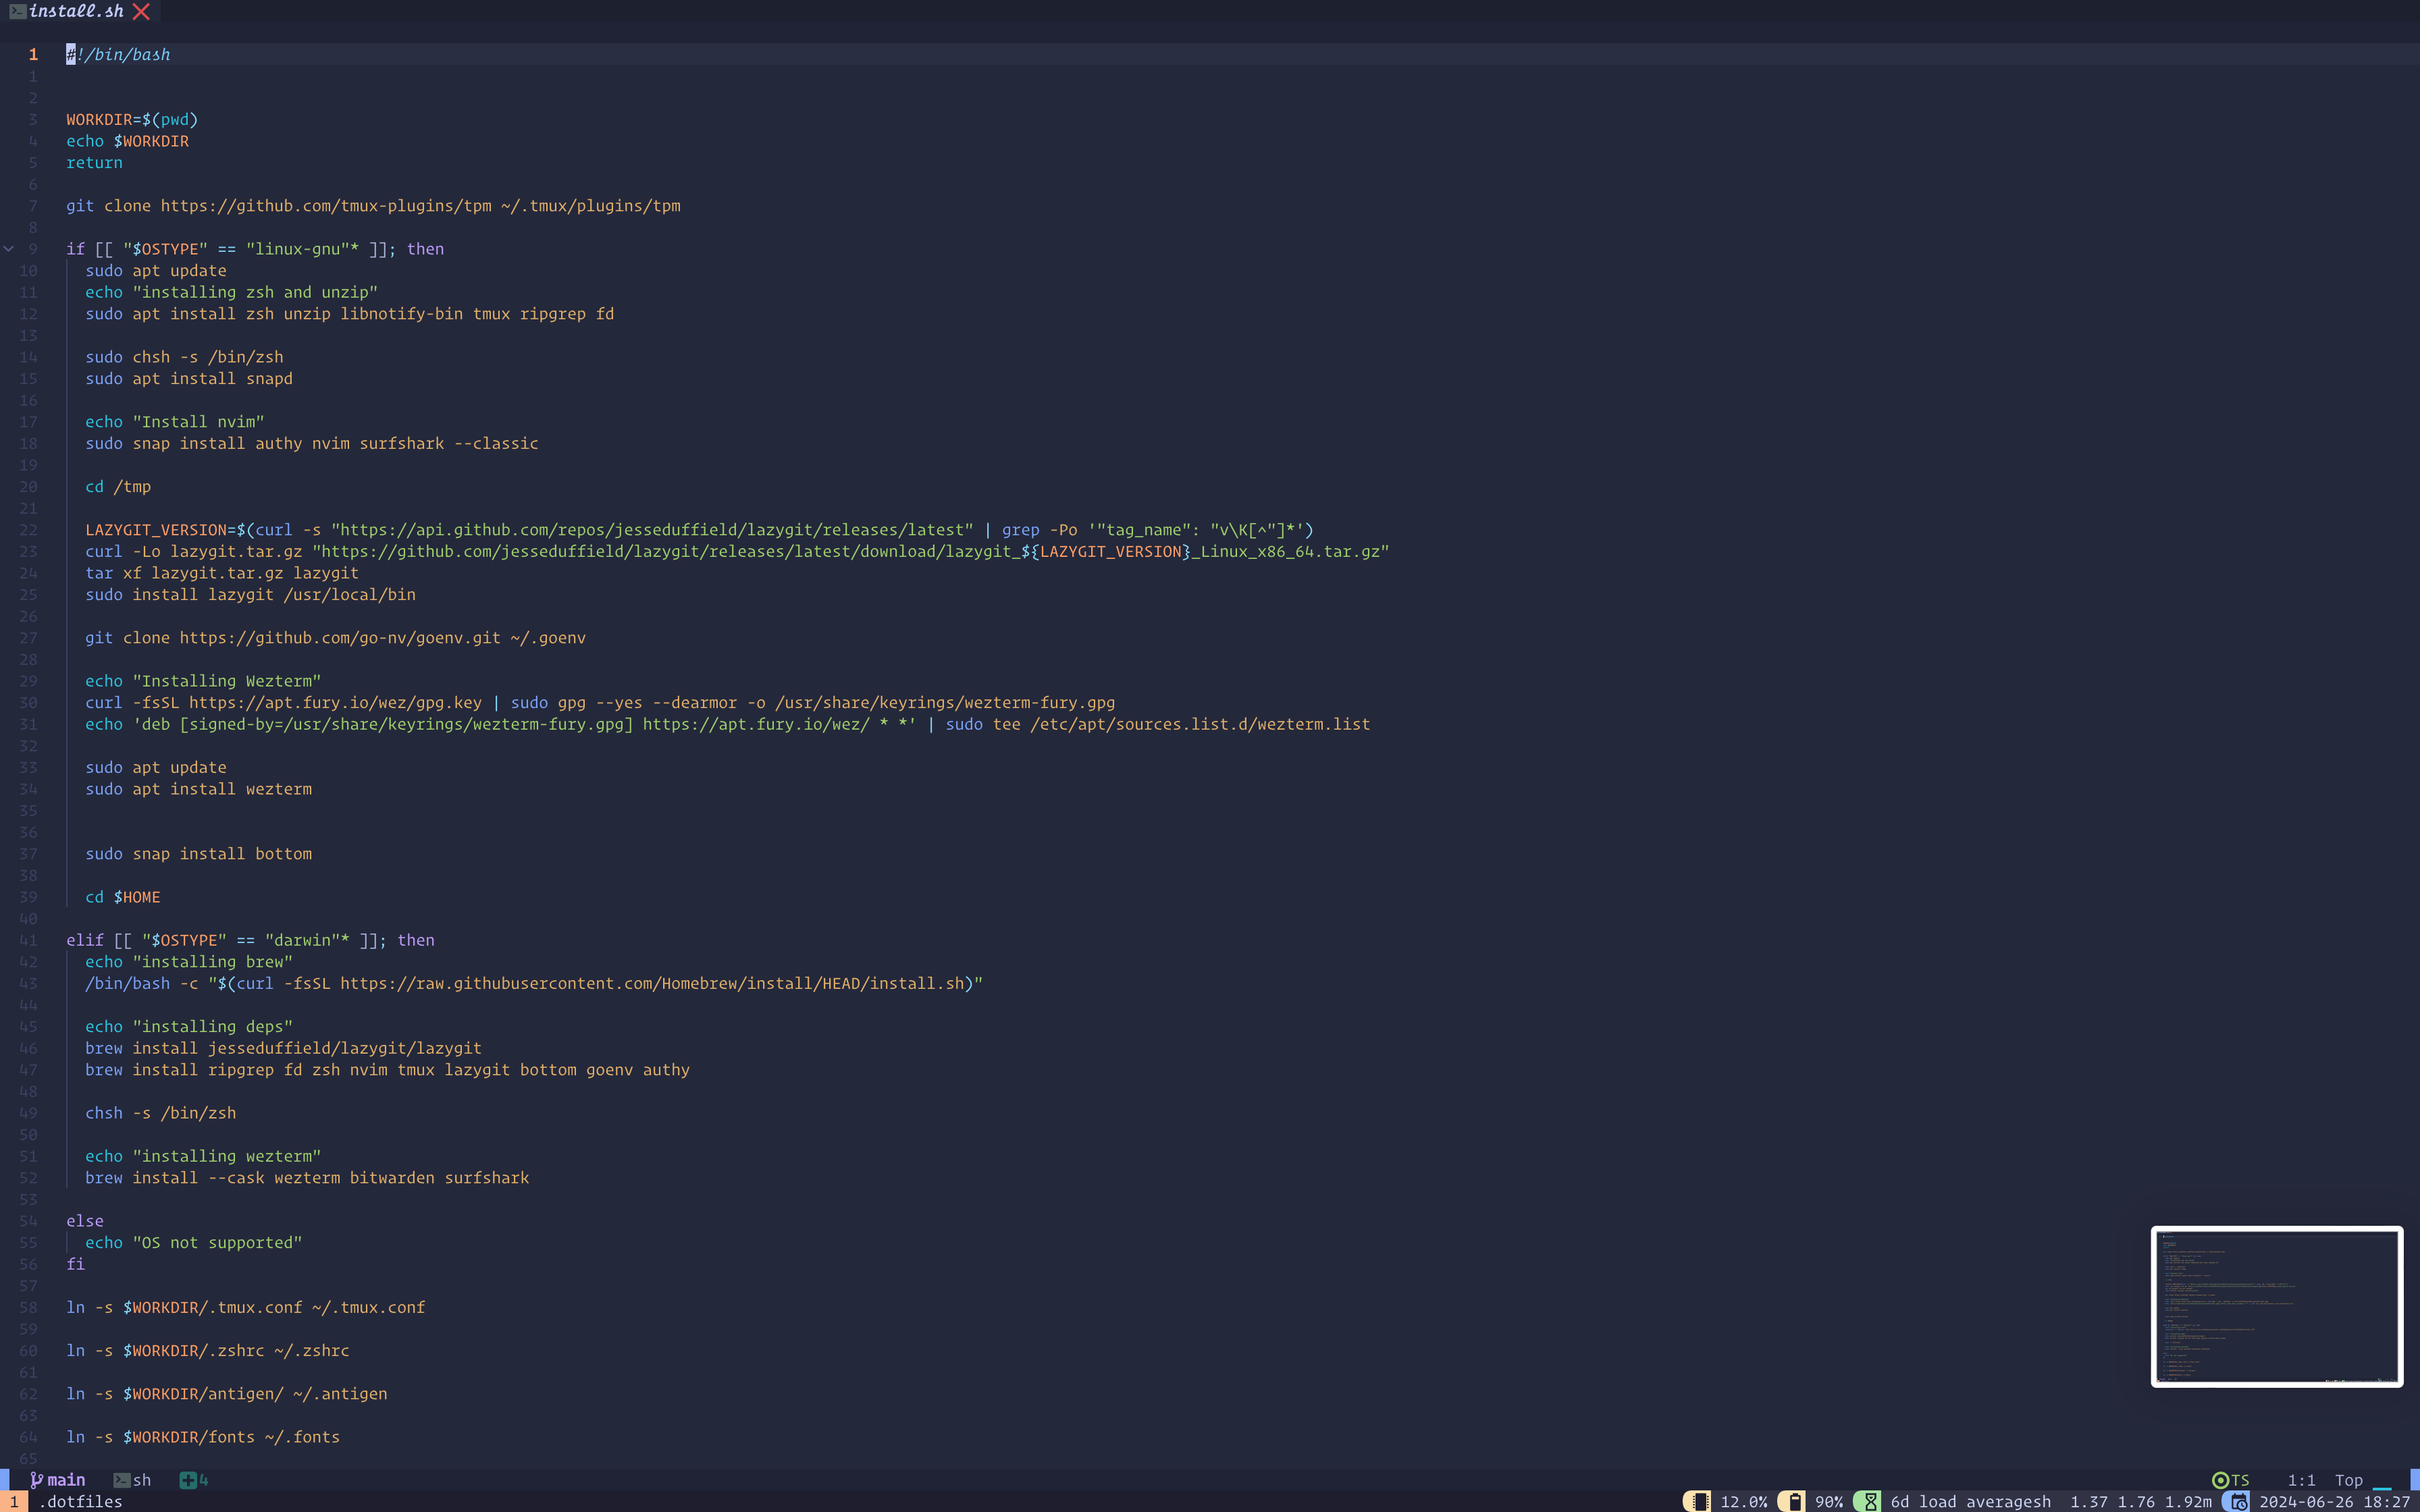 install.sh
1 #!/bin/bash
1
2
3 WORKDIR=$(pwd)
4 echo $WORKDIR
5 return
6
7 git clone https://github.com/tmux-plugins/tpm ~/.tmux/plugins/tpm
8
9 if [[ "$OSTYPE" == "linux-gnu"* ]]; then
10 sudo apt update
11 echo "installing zsh and unzip"
12 sudo apt install zsh unzip libnotify-bin tmux ripgrep fd
13
14 sudo chsh -s /bin/zsh
15 sudo apt install snapd
16
17 echo "Install nvim"
18 sudo snap install authy nvim surfshark --classic
19
20 cd /tmp
21
22 LAZYGIT_VERSION=$(curl -s "https://api.github.com/repos/jesseduffield/lazygit/releases/latest" | grep -Po '"tag_name": "v\K[^"]*')
23 curl -Lo lazygit.tar.gz "https://github.com/jesseduffield/lazygit/releases/latest/download/lazygit_${LAZYGIT_VERSION}_Linux_x86_64.tar.gz"
24 tar xf lazygit.tar.gz lazygit
25 sudo install lazygit /usr/local/bin
26
27 git clone https://github.com/go-nv/goenv.git ~/.goenv
28
29 echo "Installing Wezterm"
30 curl -fsSL https://apt.fury.io/wez/gpg.key | sudo gpg --yes --dearmor -o /usr/share/keyrings/wezterm-fury.gpg
31 echo 'deb [signed-by=/usr/share/keyrings/wezterm-fury.gpg] https://apt.fury.io/wez/ * *' | sudo tee /etc/apt/sources.list.d/wezterm.list
32
33 sudo apt update
34 sudo apt install wezterm
35
36
37 sudo snap install bottom
38
39 cd $HOME
40
41 elif [[ "$OSTYPE" == "darwin"* ]]; then
42 echo "installing brew"
43 /bin/bash -c "$(curl -fsSL https://raw.githubusercontent.com/Homebrew/install/HEAD/install.sh)"
44
45 echo "installing deps"
46 brew install jesseduffield/lazygit/lazygit
47 brew install ripgrep fd zsh nvim tmux lazygit bottom goenv authy
48
49 chsh -s /bin/zsh
50
51 echo "installing wezterm"
52 brew install --cask wezterm bitwarden surfshark
53
54 else
55 echo "OS not supported"
56 fi
57
58 ln -s $WORKDIR/.tmux.conf ~/.tmux.conf
59
60 ln -s $WORKDIR/.zshrc ~/.zshrc
61
62 ln -s $WORKDIR/antigen/ ~/.antigen
63
64 ln -s $WORKDIR/fonts ~/.fonts
65
main sh 4 TS 1:1 Top
1 .dotfiles 12.0% 90% 6d load averagesh 1.37 1.76 1.92m 2024-06-26 18:27